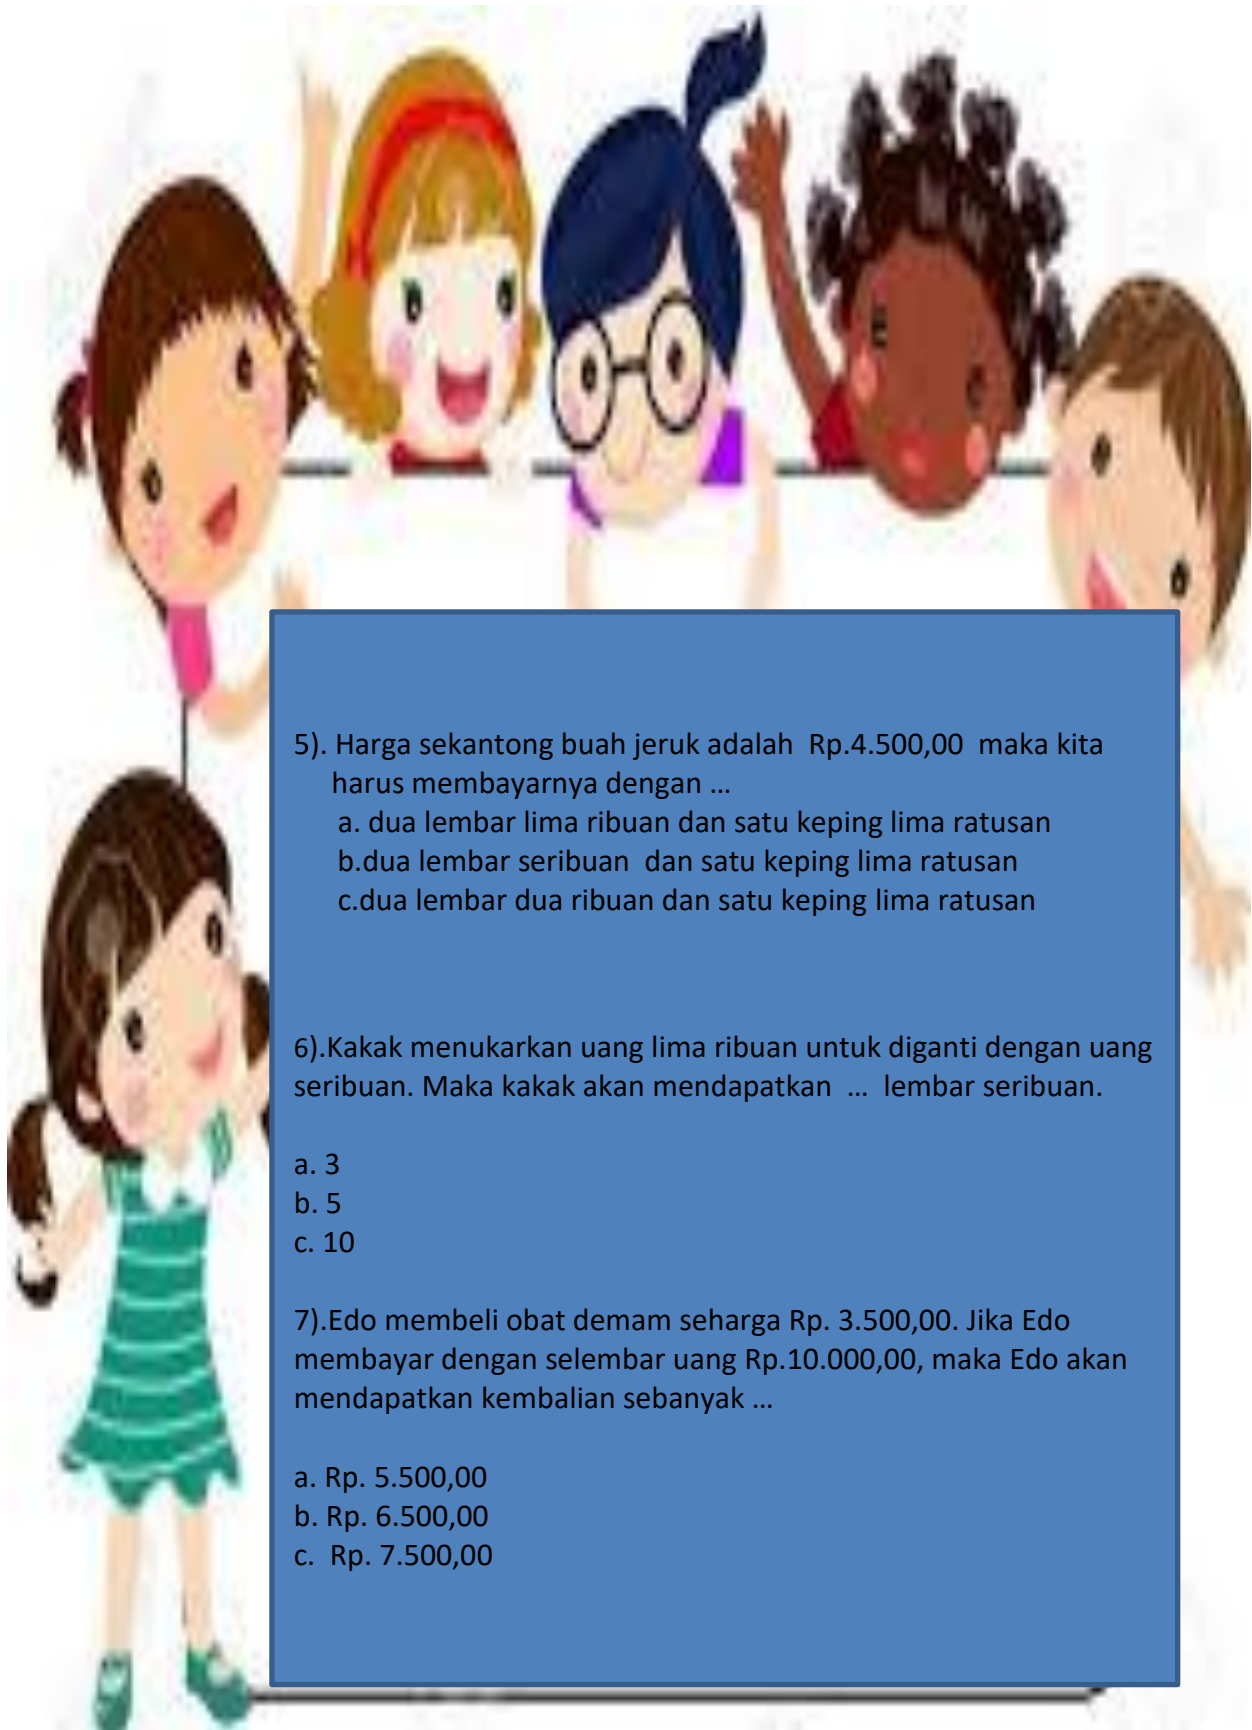 5). Harga sekantong buah jeruk adalah Rp.4.500,00 maka kita
harus membayarnya dengan ...
a. dua lembar lima ribuan dan satu keping lima ratusan
b.dua lembar seribuan dan satu keping lima ratusan
c.dua lembar dua ribuan dan satu keping lima ratusan
6).Kakak menukarkan uang lima ribuan untuk diganti dengan uang
seribuan. Maka kakak akan mendapatkan ... lembar seribuan.
a. 3
b. 5
c. 10
7).Edo membeli obat demam seharga Rp. 3.500,00. Jika Edo
membayar dengan selembar uang Rp.10.000,00, maka Edo akan
mendapatkan kembalian sebanyak ...
a. Rp. 5.500,00
b. Rp. 6.500,00
c. Rp. 7.500,00